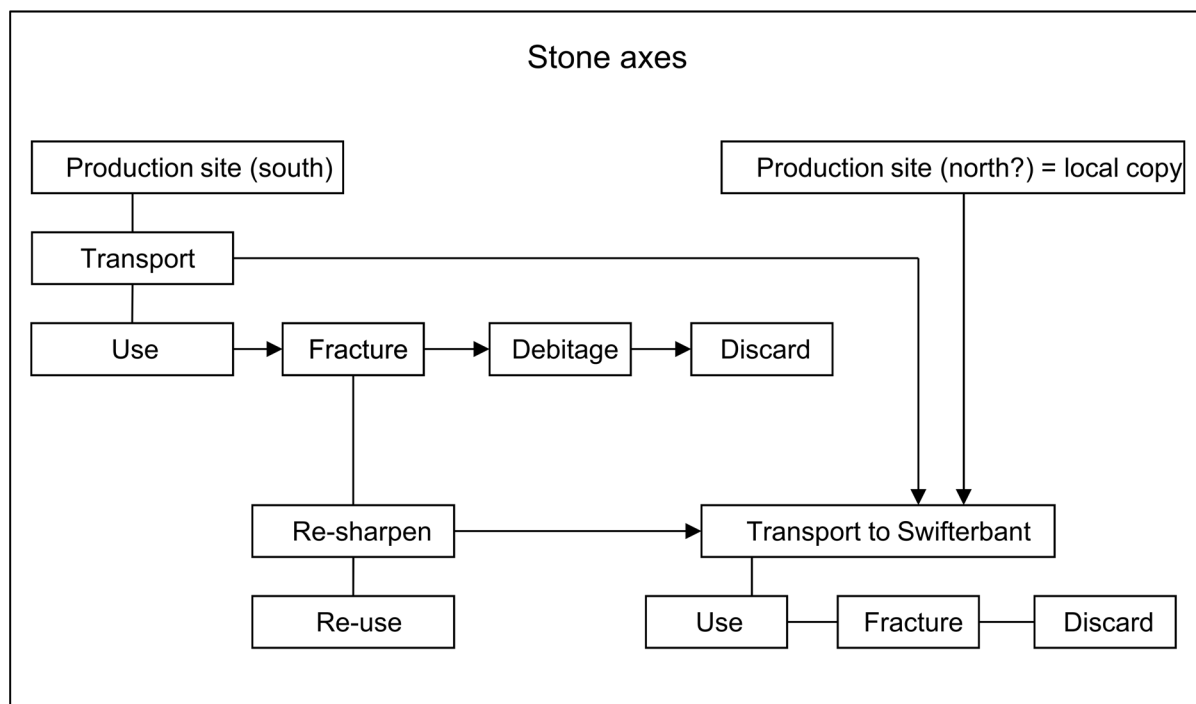 Stone axes
Production site (south)
Production site (north?) = local copy
Transport
Use
Fracture
Debitage
Discard
Re-sharpen
Transport to Swifterbant
Re-use
Use
Fracture
Discard